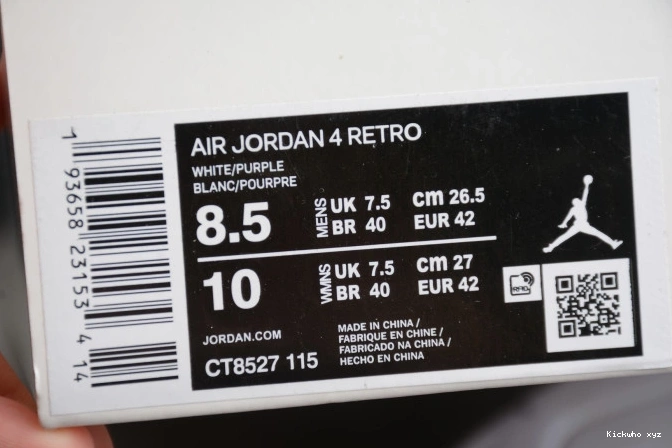 AIR JORDAN 4 RETRO
WHITE/PURPLE
BLANC/POURPRE
8.5 MENS UK 7.5 cm 26.5
BR 40 EUR 42
10 WMNS UK 7.5 cm 27
BR 40 EUR 42
JORDAN.COM
CT8527 115
MADE IN CHINA /
FABRIQUE EN CHINE /
FABRICADO NA CHINA /
HECHO EN CHINA
1 93658 23153 4 14
Kickwho xyz